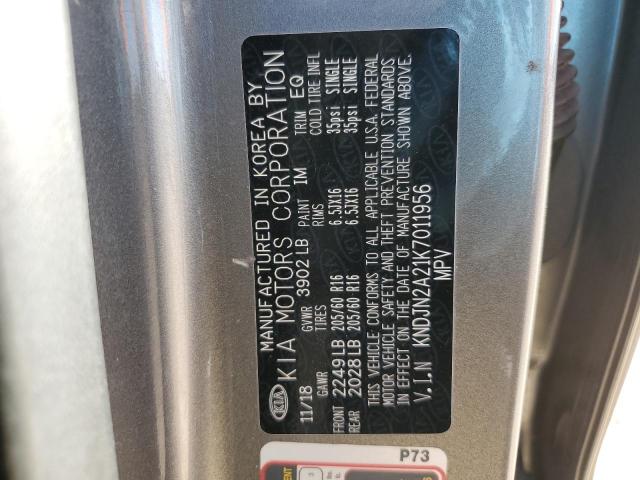 MANUFACTURED IN KOREA BY
KIA KIA MOTORS CORPORATION
11/18 GVWR 3902 LB PAINT IM TRIM EQ
GAWR TIRES RIMS COLD TIRE INFL
FRONT 2249 LB 205/60 R16 6.5JX16 35psi SINGLE
REAR 2028 LB 205/60 R16 6.5JX16 35psi SINGLE
THIS VEHICLE CONFORMS TO ALL APPLICABLE U.S.A. FEDERAL
MOTOR VEHICLE SAFETY AND THEFT PREVENTION STANDARDS
IN EFFECT ON THE DATE OF MANUFACTURE SHOWN ABOVE.
V.I.N KNDJN2A21K7011956
MPV
P73